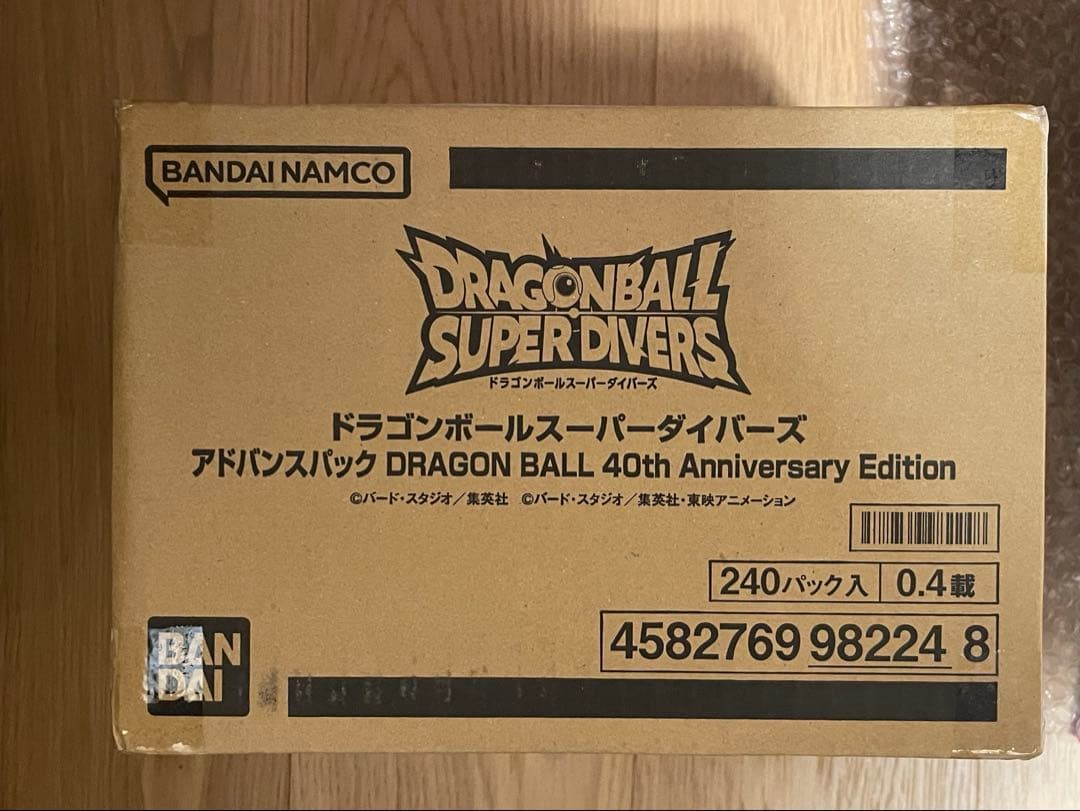 BANDAI NAMCO
DRAGONBALL
SUPER DIVERS
ドラゴンボールスーパーダイバーズ
ドラゴンボールスーパーダイバーズ
アドバンスパック DRAGON BALL 40th Anniversary Edition
©バード・スタジオ／集英社 ©バード・スタジオ／集英社・東映アニメーション
240パック入 0.4載
4582769 98224 8
BAN
DAI